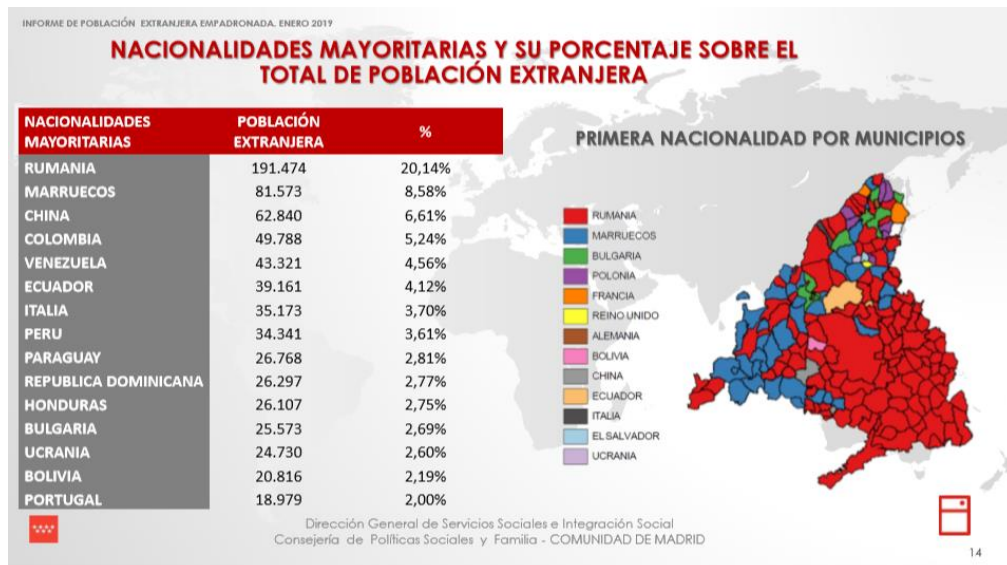 INFORME DE POBLACIÓN EXTRANJERA EMPADRONADA. ENERO 2019
NACIONALIDADES MAYORITARIAS Y SU PORCENTAJE SOBRE EL
TOTAL DE POBLACIÓN EXTRANJERA
NACIONALIDADES MAYORITARIAS POBLACIÓN EXTRANJERA %
RUMANIA 191.474 20,14%
MARRUECOS 81.573 8,58%
CHINA 62.840 6,61%
COLOMBIA 49.788 5,24%
VENEZUELA 43.321 4,56%
ECUADOR 39.161 4,12%
ITALIA 35.173 3,70%
PERU 34.341 3,61%
PARAGUAY 26.768 2,81%
REPUBLICA DOMINICANA 26.297 2,77%
HONDURAS 26.107 2,75%
BULGARIA 25.573 2,69%
UCRANIA 24.730 2,60%
BOLIVIA 20.816 2,19%
PORTUGAL 18.979 2,00%
PRIMERA NACIONALIDAD POR MUNICIPIOS
RUMANIA
MARRUECOS
BULGARIA
POLONIA
FRANCIA
REINO UNIDO
ALEMANIA
BOLIVIA
CHINA
ECUADOR
ITALIA
EL SALVADOR
UCRANIA
Dirección General de Servicios Sociales e Integración Social
Consejería de Políticas Sociales y Familia - COMUNIDAD DE MADRID
14